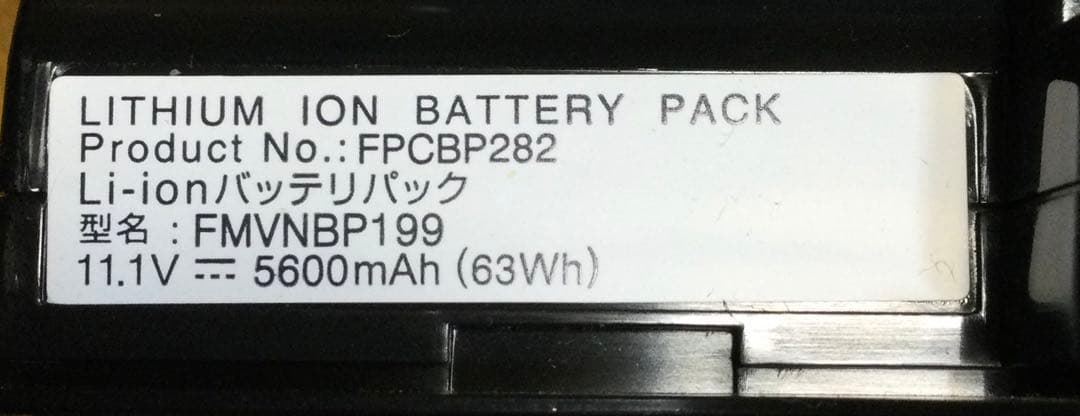 LITHIUM ION BATTERY PACK
Product No.: FPCBP282
Li-ionバッテリパック
型名 : FMVNBP199
11.1V ⎓ 5600mAh (63Wh)